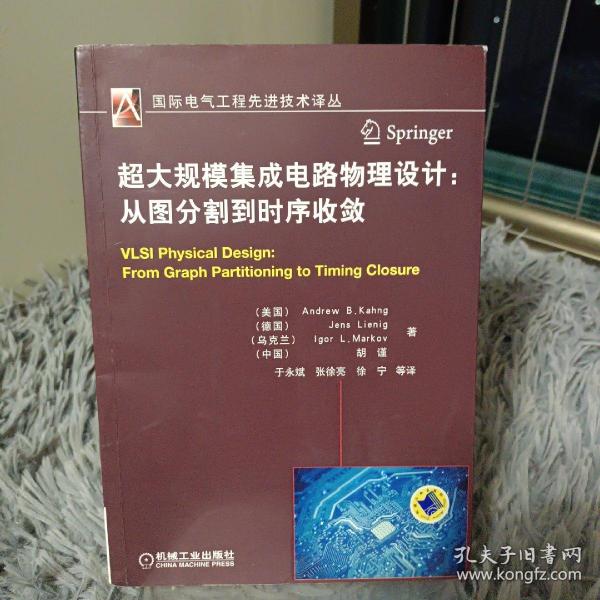 国际电气工程先进技术译丛
Springer
超大规模集成电路物理设计：
从图分割到时序收敛
VLSI Physical Design:
From Graph Partitioning to Timing Closure
（美国） Andrew B.Kahng
（德国） Jens Lienig
（乌克兰） Igor L.Markov 著
（中国） 胡 谨
于永斌 张徐亮 徐 宁 等译
机械工业出版社
CHINA MACHINE PRESS
孔夫子旧书网
www.kongfz.com